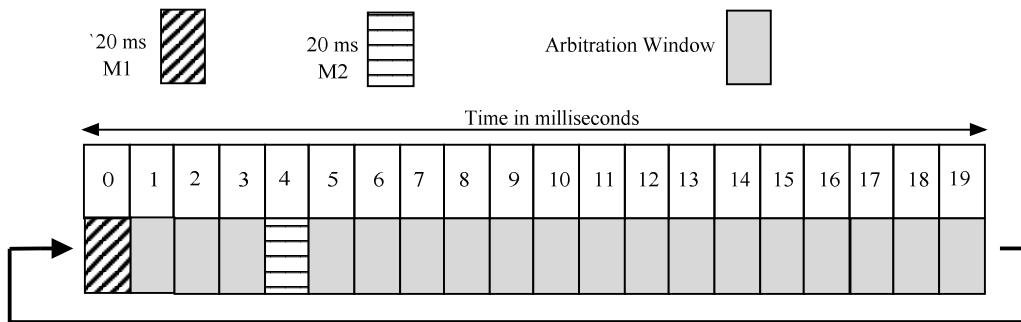 `20 ms
M1
20 ms
M2
Arbitration Window
Time in milliseconds
0 1 2 3 4 5 6 7 8 9 10 11 12 13 14 15 16 17 18 19